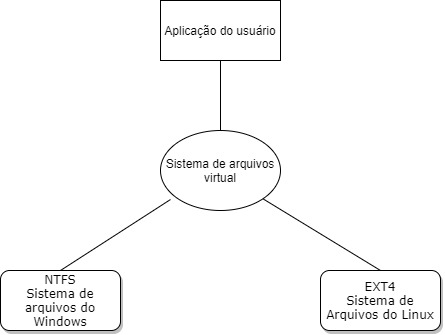 Aplicação do usuário
Sistema de arquivos
virtual
NTFS
Sistema de
arquivos do
Windows
EXT4
Sistema de
Arquivos do Linux